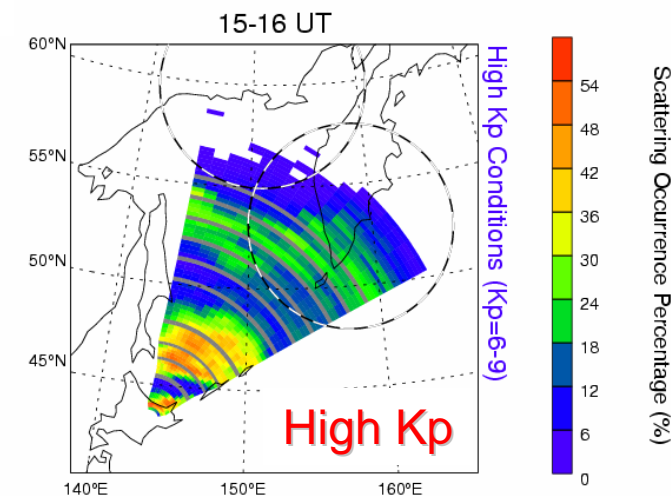 15-16 UT
60°N
55°N
50°N
45°N
140°E
150°E
160°E
High Kp Conditions (Kp=6-9)
High Kp
54
48
42
36
30
24
18
12
6
0
Scattering Occurrence Percentage (%)